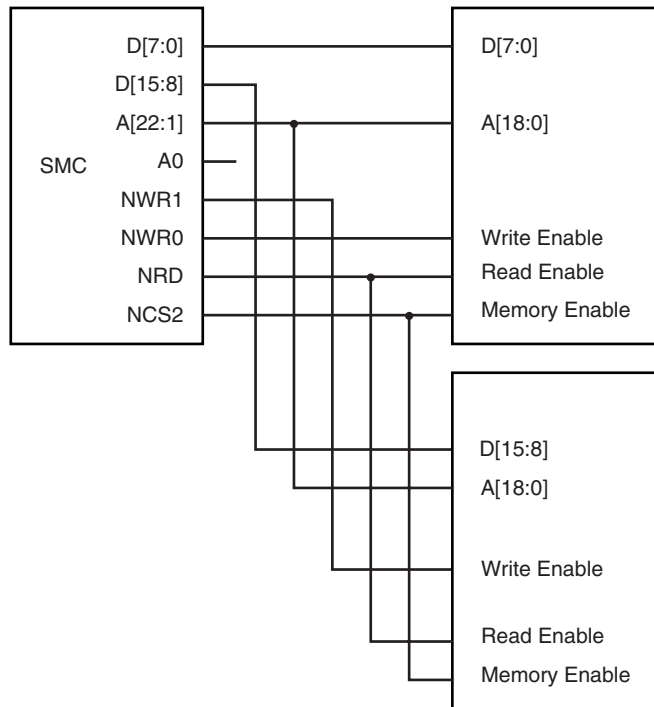 D[7:0]
D[15:8]
A[22:1]
SMC
A0
NWR1
NWR0
NRD
NCS2
D[7:0]
A[18:0]
Write Enable
Read Enable
Memory Enable
D[15:8]
A[18:0]
Write Enable
Read Enable
Memory Enable